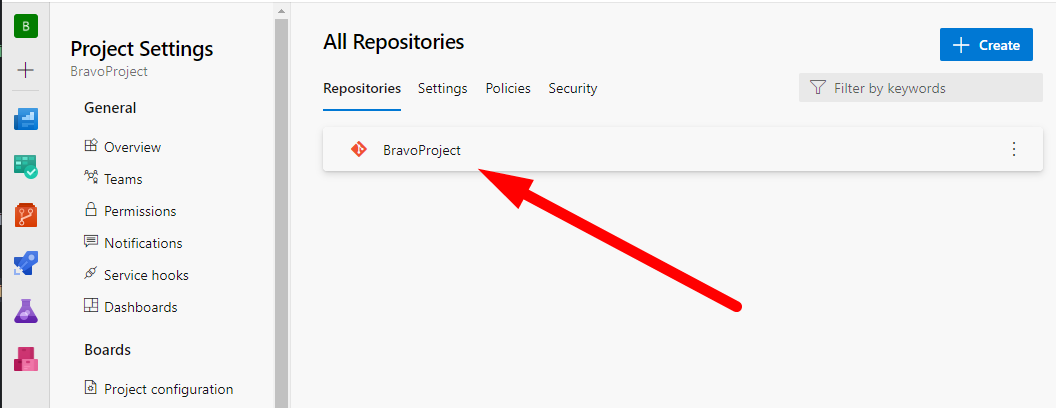 B
Project Settings
BravoProject
General
Overview
Teams
Permissions
Notifications
Service hooks
Dashboards
Boards
Project configuration
All Repositories
Create
Repositories Settings Policies Security
Filter by keywords
BravoProject